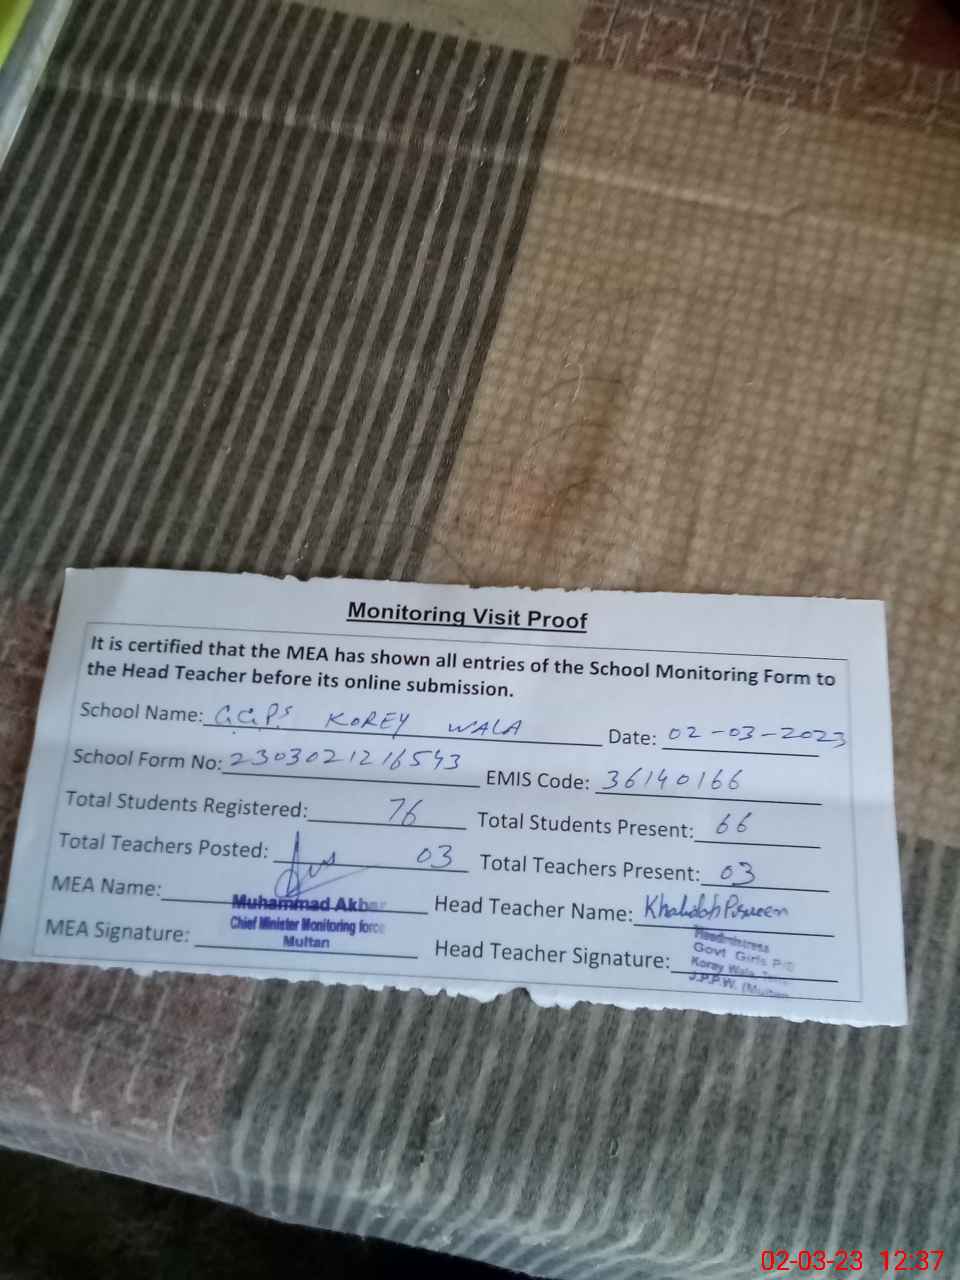 Monitoring Visit Proof
It is certified that the MEA has shown all entries of the School Monitoring Form to
the Head Teacher before its online submission.
School Name: G.G.P.S KOREY WALA Date: 02-03-2023
School Form No: 2303021216543 EMIS Code: 36140166
Total Students Registered: 76 Total Students Present: 66
Total Teachers Posted: 03 Total Teachers Present: 03
MEA Name: Muhammad Akbar Head Teacher Name:
Chief Minister Monitoring force
Multan
MEA Signature: Head Teacher Signature:
Headmistress
Govt Girls P/S
Korey Wala
J.P.P.W. (Multan
02-03-23 12:37